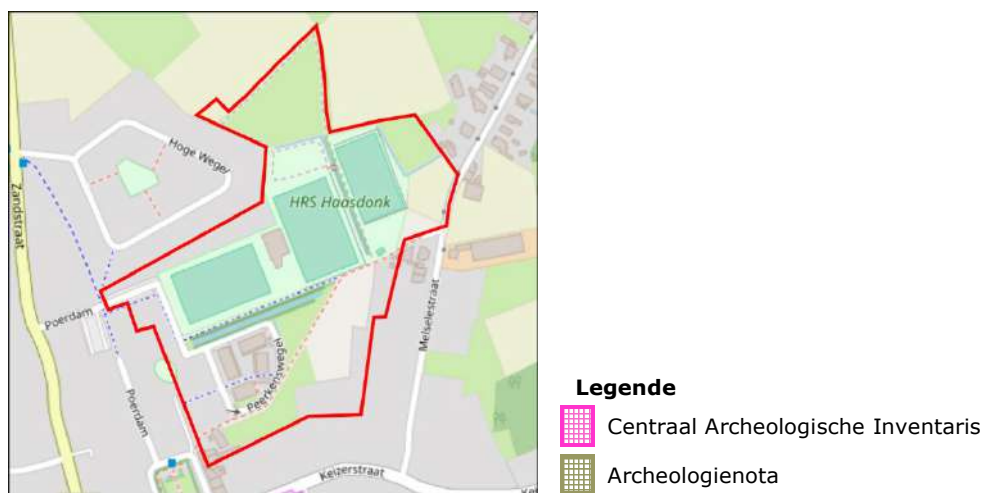 Hoge Wegel
Zandstraat
HRS Haasdonk
Poerdam
Melselestraat
Peerkenswegel
Poerdam
Keizerstraat
Legende
Centraal Archeologische Inventaris
Archeologienota